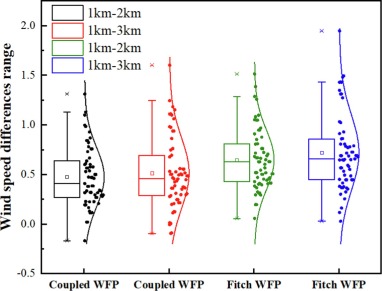 1km-2km
1km-3km
1km-2km
1km-3km
Wind speed differences range
2.0
1.5
1.0
0.5
0.0
-0.5
Coupled WFP Coupled WFP Fitch WFP Fitch WFP